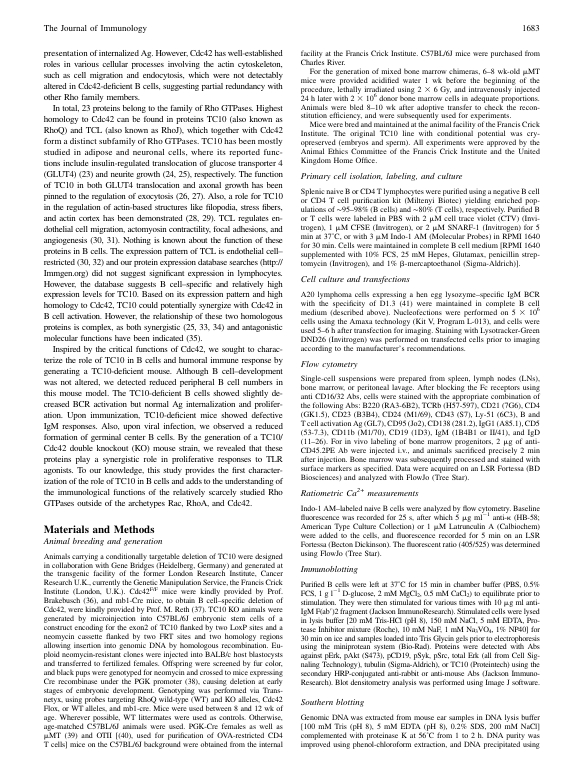 The Journal of Immunology
1683
presentation of internalized Ag. However, Cdc42 has well-established
roles in various cellular processes involving the actin cytoskeleton,
such as cell migration and endocytosis, which were not detectably
altered in Cdc42-deficient B cells, suggesting partial redundancy with
other Rho family members.
In total, 23 proteins belong to the family of Rho GTPases. Highest
homology to Cdc42 can be found in proteins TC10 (also known as
RhoQ) and TCL (also known as RhoJ), which together with Cdc42
form a distinct subfamily of Rho GTPases. TC10 has been mostly
studied in adipose and neuronal cells, where its reported func-
tions include insulin-regulated translocation of glucose transporter 4
(GLUT4) (23) and neurite growth (24, 25), respectively. The function
of TC10 in both GLUT4 translocation and axonal growth has been
pinned to the regulation of exocytosis (26, 27). Also, a role for TC10
in the regulation of actin-based structures like filopodia, stress fibers,
and actin cortex has been demonstrated (28, 29). TCL regulates en-
dothelial cell migration, actomyosin contractility, focal adhesions, and
angiogenesis (30, 31). Nothing is known about the function of these
proteins in B cells. The expression pattern of TCL is endothelial cell–
restricted (30, 32) and our protein expression database searches (http://
Immgen.org) did not suggest significant expression in lymphocytes.
However, the database suggests B cell–specific and relatively high
expression levels for TC10. Based on its expression pattern and high
homology to Cdc42, TC10 could potentially synergize with Cdc42 in
B cell activation. However, the relationship of these two homologous
proteins is complex, as both synergistic (25, 33, 34) and antagonistic
molecular functions have been indicated (35).
Inspired by the critical functions of Cdc42, we sought to charac-
terize the role of TC10 in B cells and humoral immune response by
generating a TC10-deficient mouse. Although B cell–development
was not altered, we detected reduced peripheral B cell numbers in
this mouse model. The TC10-deficient B cells showed slightly de-
creased BCR activation but normal Ag internalization and prolifer-
ation. Upon immunization, TC10-deficient mice showed defective
IgM responses. Also, upon viral infection, we observed a reduced
formation of germinal center B cells. By the generation of a TC10/
Cdc42 double knockout (KO) mouse strain, we revealed that these
proteins play a synergistic role in proliferative responses to TLR
agonists. To our knowledge, this study provides the first character-
ization of the role of TC10 in B cells and adds to the understanding of
the immunological functions of the relatively scarcely studied Rho
GTPases outside of the archetypes Rac, RhoA, and Cdc42.
Materials and Methods
Animal breeding and generation
Animals carrying a conditionally targetable deletion of TC10 were designed
in collaboration with Gene Bridges (Heidelberg, Germany) and generated at
the transgenic facility of the former London Research Institute, Cancer
Research U.K., currently the Genetic Manipulation Service, the Francis Crick
Institute (London, U.K.). Cdc42F/F mice were kindly provided by Prof.
Brakebusch (36), and mb1-Cre mice, to obtain B cell–specific deletion of
Cdc42, were kindly provided by Prof. M. Reth (37). TC10 KO animals were
generated by microinjection into C57BL/6J embryonic stem cells of a
construct encoding for the exon2 of TC10 flanked by two LoxP sites and a
neomycin cassette flanked by two FRT sites and two homology regions
allowing insertion into genomic DNA by homologous recombination. Eu-
ploid neomycin-resistant clones were injected into BALB/c host blastocysts
and transferred to fertilized females. Offspring were screened by fur color,
and black pups were genotyped for neomycin and crossed to mice expressing
Cre recombinase under the PGK promoter (38), causing deletion at early
stages of embryonic development. Genotyping was performed via Trans-
netyx, using probes targeting RhoQ wild-type (WT) and KO alleles, Cdc42
Flox, or WT alleles, and mb1-cre. Mice were used between 8 and 12 wk of
age. Wherever possible, WT littermates were used as controls. Otherwise,
age-matched C57BL/6J animals were used. PGK-Cre females as well as
μMT (39) and OTII [(40), used for purification of OVA-restricted CD4
T cells] mice on the C57BL/6J background were obtained from the internal
facility at the Francis Crick Institute. C57BL/6J mice were purchased from
Charles River.
For the generation of mixed bone marrow chimeras, 6–8 wk-old μMT
mice were provided acidified water 1 wk before the beginning of the
procedure, lethally irradiated using 2 × 6 Gy, and intravenously injected
24 h later with 2 × 10⁶ donor bone marrow cells in adequate proportions.
Animals were bled 8–10 wk after adoptive transfer to check the recon-
stitution efficiency, and were subsequently used for experiments.
Mice were bred and maintained at the animal facility of the Francis Crick
Institute. The original TC10 line with conditional potential was cry-
opreserved (embryos and sperm). All experiments were approved by the
Animal Ethics Committee of the Francis Crick Institute and the United
Kingdom Home Office.
Primary cell isolation, labeling, and culture
Splenic naive B or CD4 T lymphocytes were purified using a negative B cell
or CD4 T cell purification kit (Miltenyi Biotec) yielding enriched pop-
ulations of ~95–98% (B cells) and ~80% (T cells), respectively. Purified B
or T cells were labeled in PBS with 2 μM cell trace violet (CTV) (Invi-
trogen), 1 μM CFSE (Invitrogen), or 2 μM SNARF-1 (Invitrogen) for 5
min at 37˚C, or with 3 μM Indo-1 AM (Molecular Probes) in RPMI 1640
for 30 min. Cells were maintained in complete B cell medium [RPMI 1640
supplemented with 10% FCS, 25 mM Hepes, Glutamax, penicillin strep-
tomycin (Invitrogen), and 1% β-mercaptoethanol (Sigma-Aldrich)].
Cell culture and transfections
A20 lymphoma cells expressing a hen egg lysozyme–specific IgM BCR
with the specificity of D1.3 (41) were maintained in complete B cell
medium (described above). Nucleofections were performed on 5 × 10⁶
cells using the Amaxa technology (Kit V, Program L-013), and cells were
used 5–6 h after transfection for imaging. Staining with Lysotracker-Green
DND26 (Invitrogen) was performed on transfected cells prior to imaging
according to the manufacturer's recommendations.
Flow cytometry
Single-cell suspensions were prepared from spleen, lymph nodes (LNs),
bone marrow, or peritoneal lavage. After blocking the Fc receptors using
anti CD16/32 Abs, cells were stained with the appropriate combination of
the following Abs: B220 (RA3-6B2), TCRb (H57-597), CD21 (7G6), CD4
(GK1.5), CD23 (B3B4), CD24 (M1/69), CD43 (S7), Ly-51 (6C3), B and
T cell activation Ag (GL7), CD95 (Jo2), CD138 (281.2), IgG1 (A85.1), CD5
(53-7.3), CD11b (M1/70), CD19 (1D3), IgM (1B4B1 or II/41), and IgD
(11–26). For in vivo labeling of bone marrow progenitors, 2 μg of anti-
CD45.2PE Ab were injected i.v., and animals sacrificed precisely 2 min
after injection. Bone marrow was subsequently processed and stained with
surface markers as specified. Data were acquired on an LSR Fortessa (BD
Biosciences) and analyzed with FlowJo (Tree Star).
Ratiometric Ca²⁺ measurements
Indo-1 AM–labeled naive B cells were analyzed by flow cytometry. Baseline
fluorescence was recorded for 25 s, after which 5 μg ml⁻¹ anti-κ (HB-58;
American Type Culture Collection) or 1 μM Latrunculin A (Calbiochem)
were added to the cells, and fluorescence recorded for 5 min on an LSR
Fortessa (Becton Dickinson). The fluorescent ratio (405/525) was determined
using FlowJo (Tree Star).
Immunoblotting
Purified B cells were left at 37˚C for 15 min in chamber buffer (PBS, 0.5%
FCS, 1 g l⁻¹ D-glucose, 2 mM MgCl₂, 0.5 mM CaCl₂) to equilibrate prior to
stimulation. They were then stimulated for various times with 10 μg ml anti-
IgM F(ab')2 fragment (Jackson ImmunoResearch). Stimulated cells were lysed
in lysis buffer [20 mM Tris-HCl (pH 8), 150 mM NaCl, 5 mM EDTA, Pro-
tease Inhibitor mixture (Roche), 10 mM NaF, 1 mM Na₃VO₄, 1% NP40] for
30 min on ice and samples loaded into Tris Glycin gels prior to electrophoresis
using the miniprotean system (Bio-Rad). Proteins were detected with Abs
against pErk, pAkt (S473), pCD19, pSyk, pSrc, total Erk (all from Cell Sig-
naling Technology), tubulin (Sigma-Aldrich), or TC10 (Proteintech) using the
secondary HRP-conjugated anti-rabbit or anti-mouse Abs (Jackson Immuno-
Research). Blot densitometry analysis was performed using Image J software.
Southern blotting
Genomic DNA was extracted from mouse ear samples in DNA lysis buffer
[100 mM Tris (pH 8), 5 mM EDTA (pH 8), 0.2% SDS, 200 mM NaCl]
complemented with proteinase K at 56˚C from 1 to 2 h. DNA purity was
improved using phenol-chloroform extraction, and DNA precipitated using